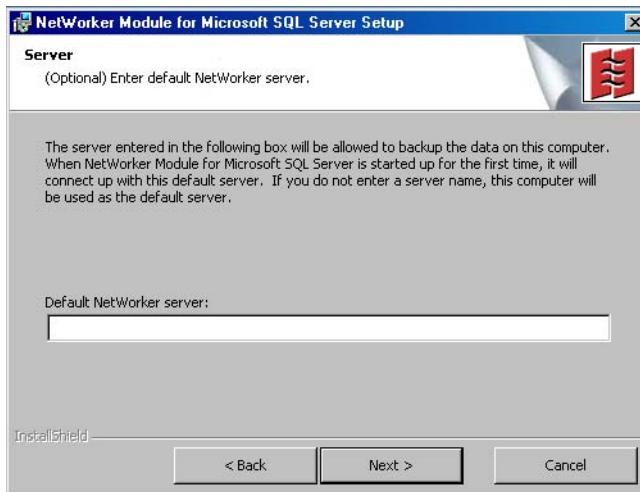 NetWorker Module for Microsoft SQL Server Setup
Server
(Optional) Enter default NetWorker server.
The server entered in the following box will be allowed to backup the data on this computer.
When NetWorker Module for Microsoft SQL Server is started up for the first time, it will
connect up with this default server. If you do not enter a server name, this computer will
be used as the default server.
Default NetWorker server:
InstallShield
< Back
Next >
Cancel